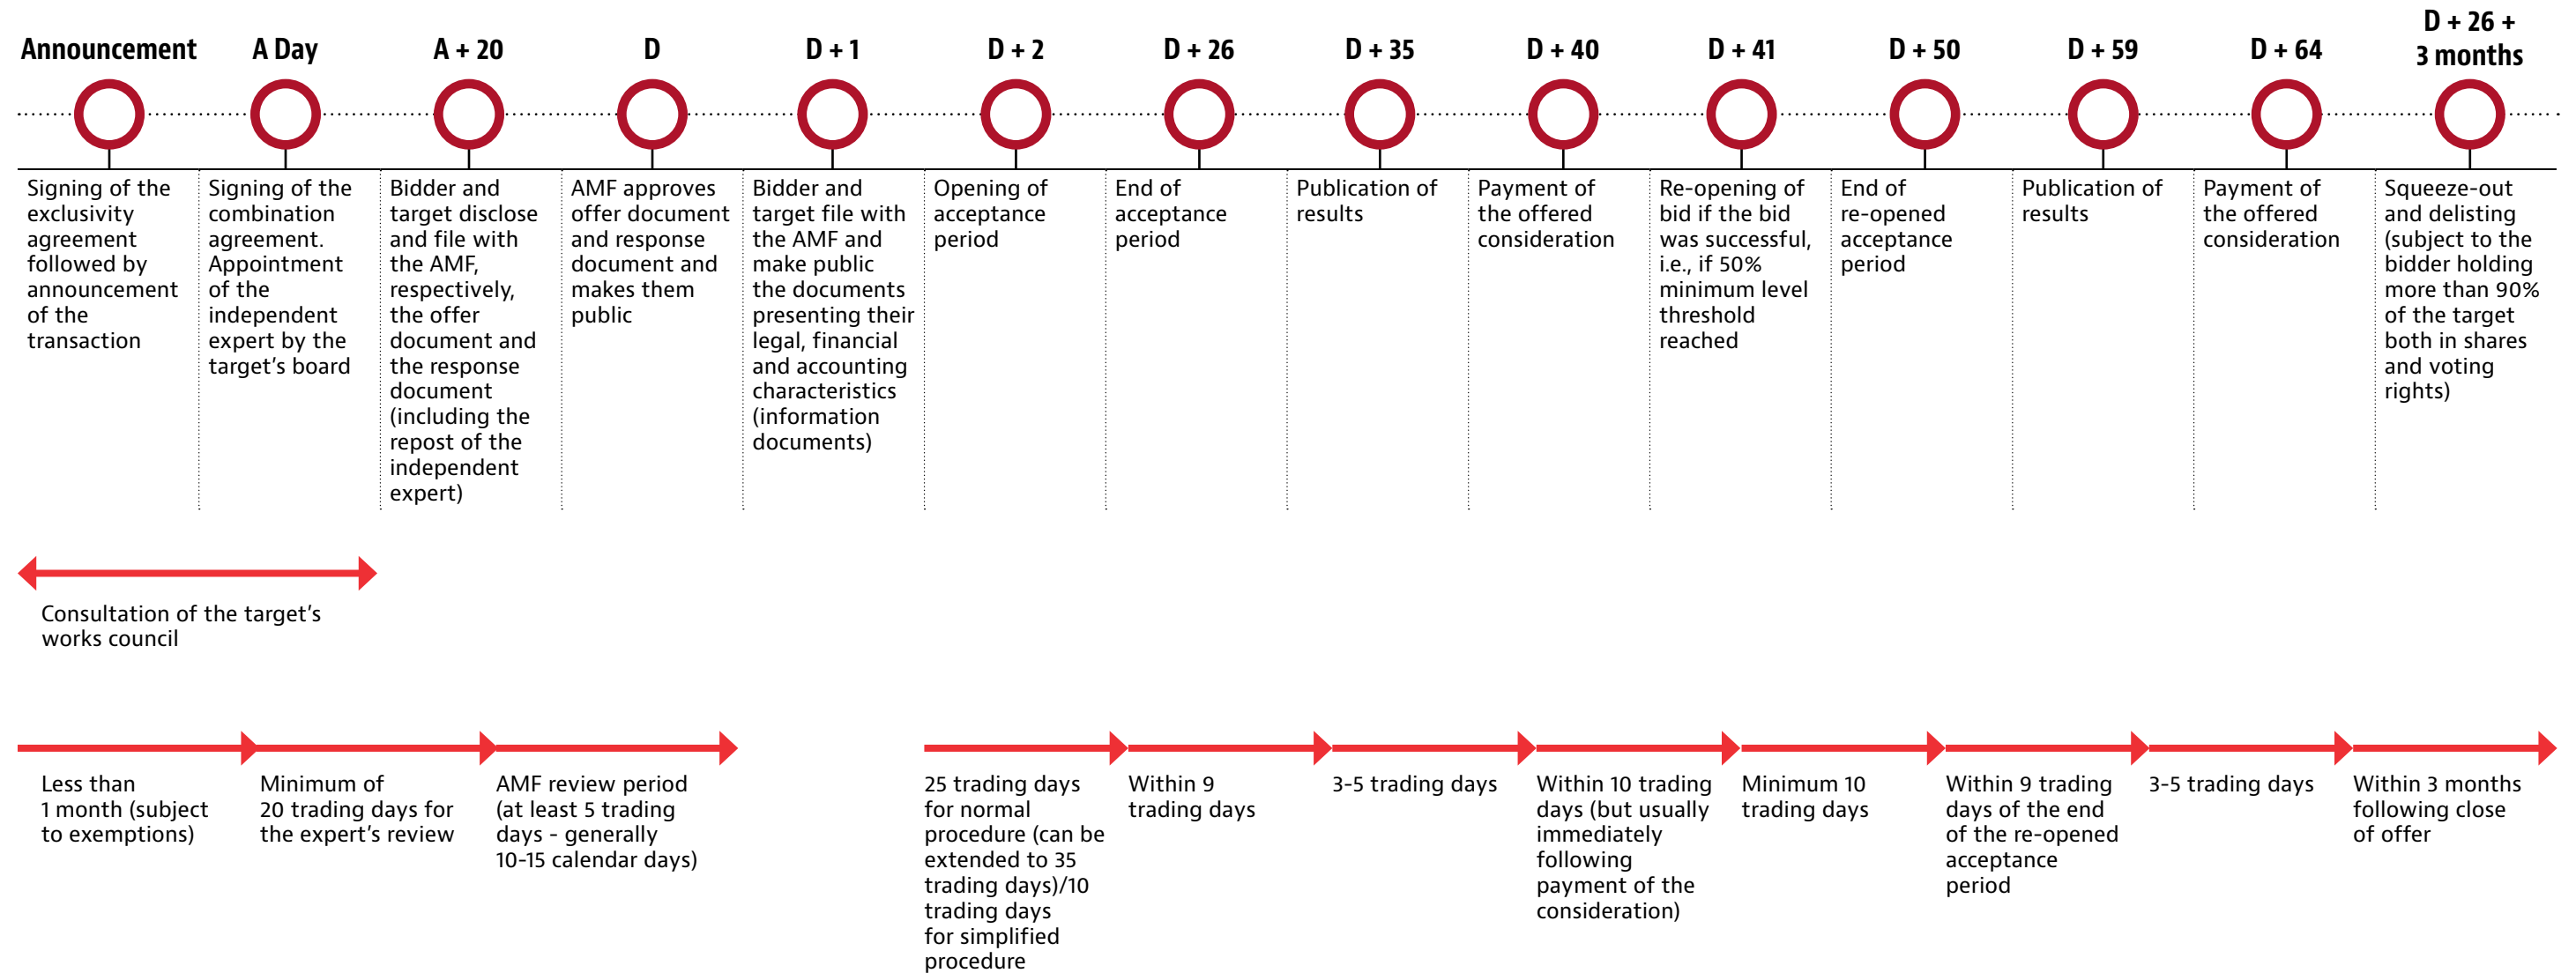 Announcement
A Day
A + 20
D
D + 1
D + 2
D + 26
D + 35
D + 40
D + 41
D + 50
D + 59
D + 64
D + 26 +
3 months
Signing of the
exclusivity
agreement
followed by
announcement
of the
transaction
Signing of the
combination
agreement.
Appointment
of the
independent
expert by the
target's board
Bidder and
target disclose
and file with
the AMF,
respectively,
the offer
document and
the response
document
(including the
repost of the
independent
expert)
AMF approves
offer document
and response
document and
makes them
public
Bidder and
target file with
the AMF and
make public
the documents
presenting their
legal, financial
and accounting
characteristics
(information
documents)
Opening of
acceptance
period
End of
acceptance
period
Publication of
results
Payment of
the offered
consideration
Re-opening of
bid if the bid
was successful,
i.e., if 50%
minimum level
threshold
reached
End of
re-opened
acceptance
period
Publication of
results
Payment of
the offered
consideration
Squeeze-out
and delisting
(subject to the
bidder holding
more than 90%
of the target
both in shares
and voting
rights)
Consultation of the target's
works council
Less than
1 month (subject
to exemptions)
Minimum of
20 trading days for
the expert's review
AMF review period
(at least 5 trading
days - generally
10-15 calendar days)
25 trading days
for normal
procedure (can be
extended to 35
trading days)/10
trading days
for simplified
procedure
Within 9
trading days
3-5 trading days
Within 10 trading
days (but usually
immediately
following
payment of the
consideration)
Minimum 10
trading days
Within 9 trading
days of the end
of the re-opened
acceptance
period
3-5 trading days
Within 3 months
following close
of offer